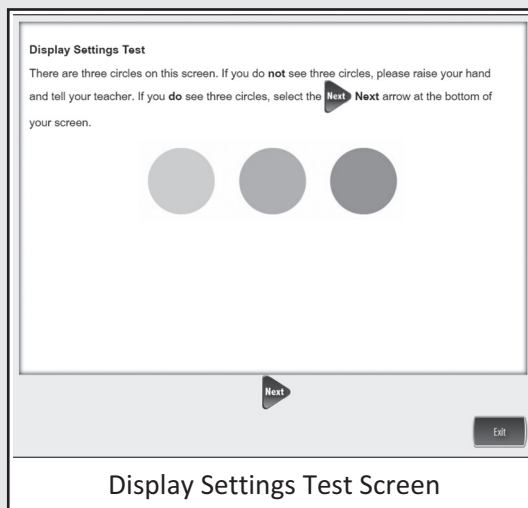 Display Settings Test
There are three circles on this screen. If you do not see three circles, please raise your hand
and tell your teacher. If you do see three circles, select the Next Next arrow at the bottom of
your screen.
Next
Exit
Display Settings Test Screen